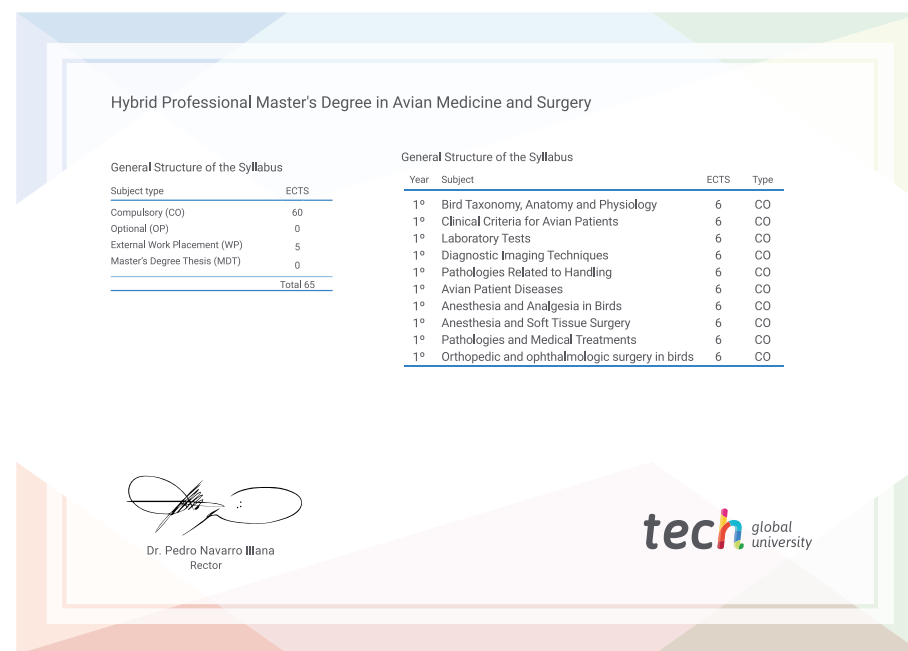 Hybrid Professional Master's Degree in Avian Medicine and Surgery
General Structure of the Syllabus
Subject type ECTS
Compulsory (CO) 60
Optional (OP) 0
External Work Placement (WP) 5
Master's Degree Thesis (MDT) 0
Total 65
General Structure of the Syllabus
Year Subject ECTS Type
1º Bird Taxonomy, Anatomy and Physiology 6 CO
1º Clinical Criteria for Avian Patients 6 CO
1º Laboratory Tests 6 CO
1º Diagnostic Imaging Techniques 6 CO
1º Pathologies Related to Handling 6 CO
1º Avian Patient Diseases 6 CO
1º Anesthesia and Analgesia in Birds 6 CO
1º Anesthesia and Soft Tissue Surgery 6 CO
1º Pathologies and Medical Treatments 6 CO
1º Orthopedic and ophthalmologic surgery in birds 6 CO
Dr. Pedro Navarro Illana
Rector
tech global
university